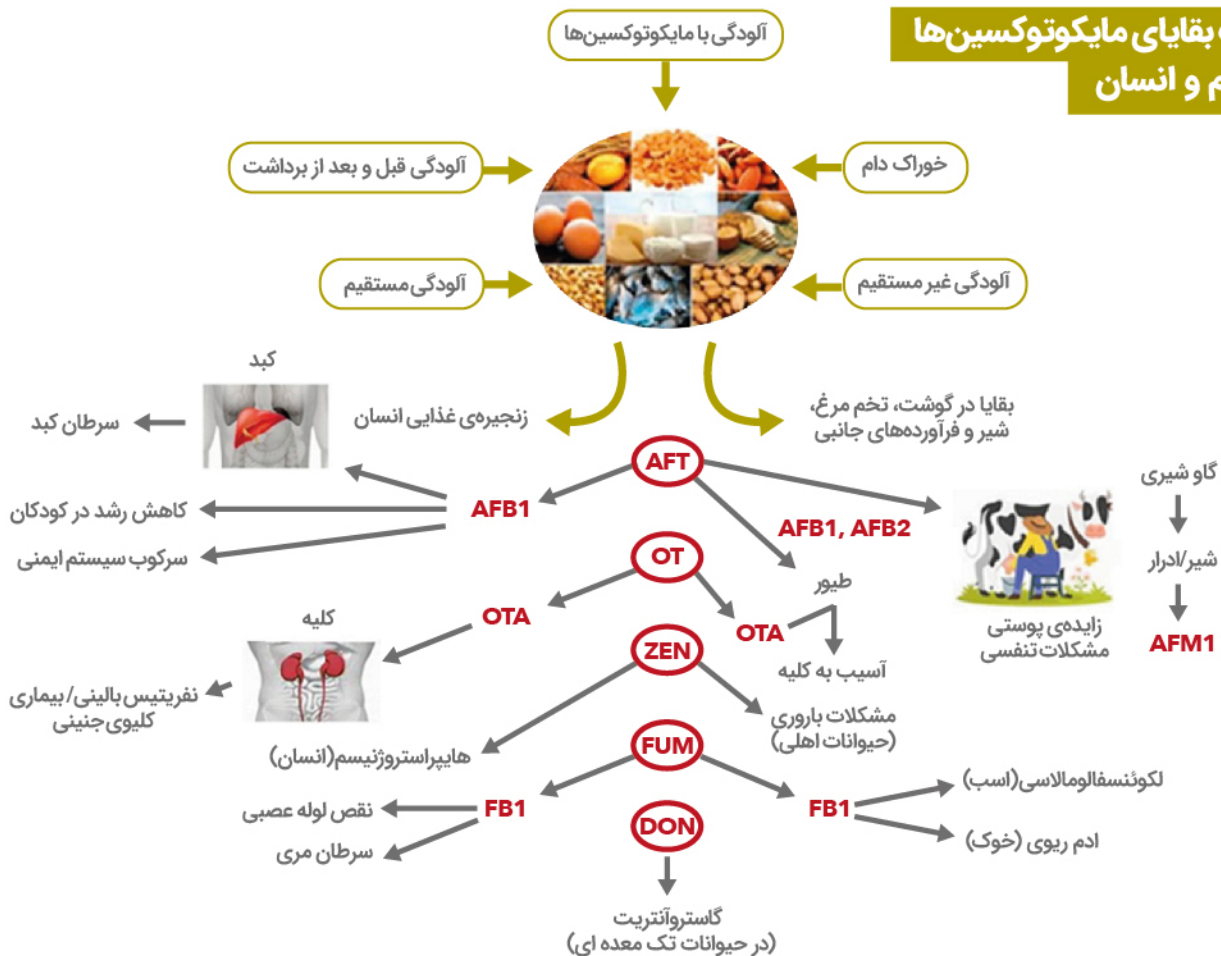 بقایای مایکوتوکسین‌ها
و انسان
آلودگی با مایکوتوکسین‌ها
خوراک دام
آلودگی قبل و بعد از برداشت
آلودگی غیر مستقیم
آلودگی مستقیم
بقایا در گوشت، تخم مرغ،
شیر و فرآورده‌های جانبی
زنجیره‌ی غذایی انسان
کبد
سرطان کبد
AFT
AFB1
کاهش رشد در کودکان
سرکوب سیستم ایمنی
AFB1, AFB2
طیور
گاو شیری
شیر/ادرار
AFM1
زایده‌ی پوستی
مشکلات تنفسی
OT
OTA
OTA
آسیب به کلیه
کلیه
نفریتیس بالینی/ بیماری
کلیوی جنینی
ZEN
مشکلات باروری
(حیوانات اهلی)
هایپراستروژنیسم(انسان)
FUM
FB1
لکوئنسفالومالاسی(اسب)
ادم ریوی (خوک)
FB1
نقص لوله عصبی
سرطان مری
DON
گاستروآنتریت
(در حیوانات تک معده ای)